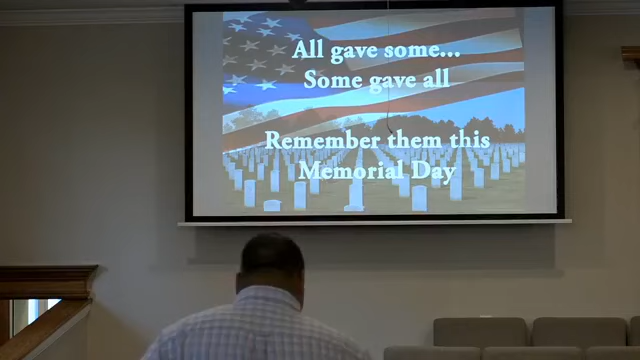 All gave some...
Some gave all
Remember them this
Memorial Day